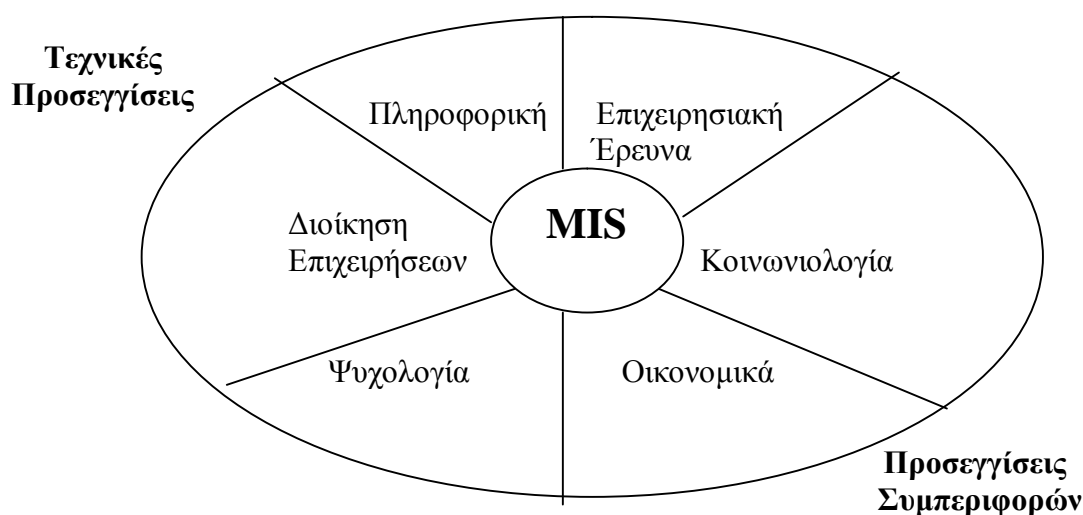 Τεχνικές
Προσεγγίσεις
Πληροφορική
Επιχειρησιακή
Έρευνα
MIS
Διοίκηση
Επιχειρήσεων
Κοινωνιολογία
Ψυχολογία
Οικονομικά
Προσεγγίσεις
Συμπεριφορών